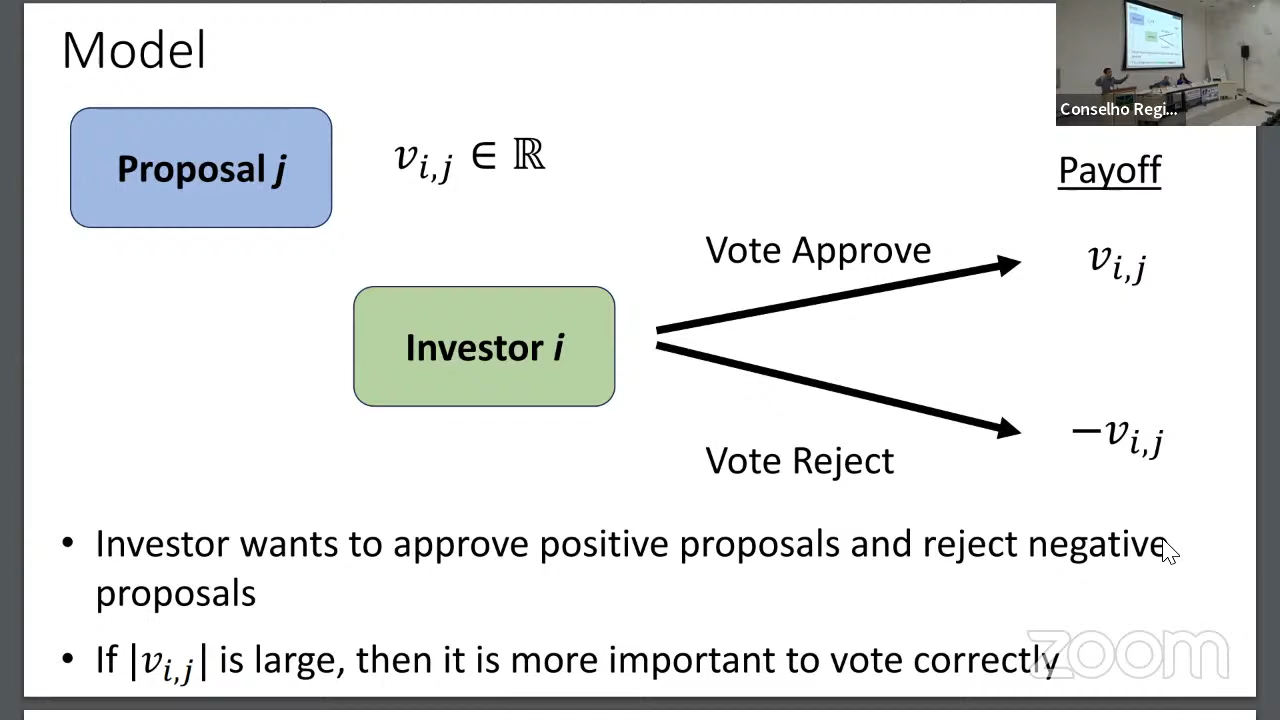 Model
Conselho Regi...
Proposal j
v_{i,j} ∈ ℝ
Payoff
Vote Approve
v_{i,j}
Investor i
−v_{i,j}
Vote Reject
• Investor wants to approve positive proposals and reject negative
proposals
• If |v_{i,j}| is large, then it is more important to vote correctly
zoom